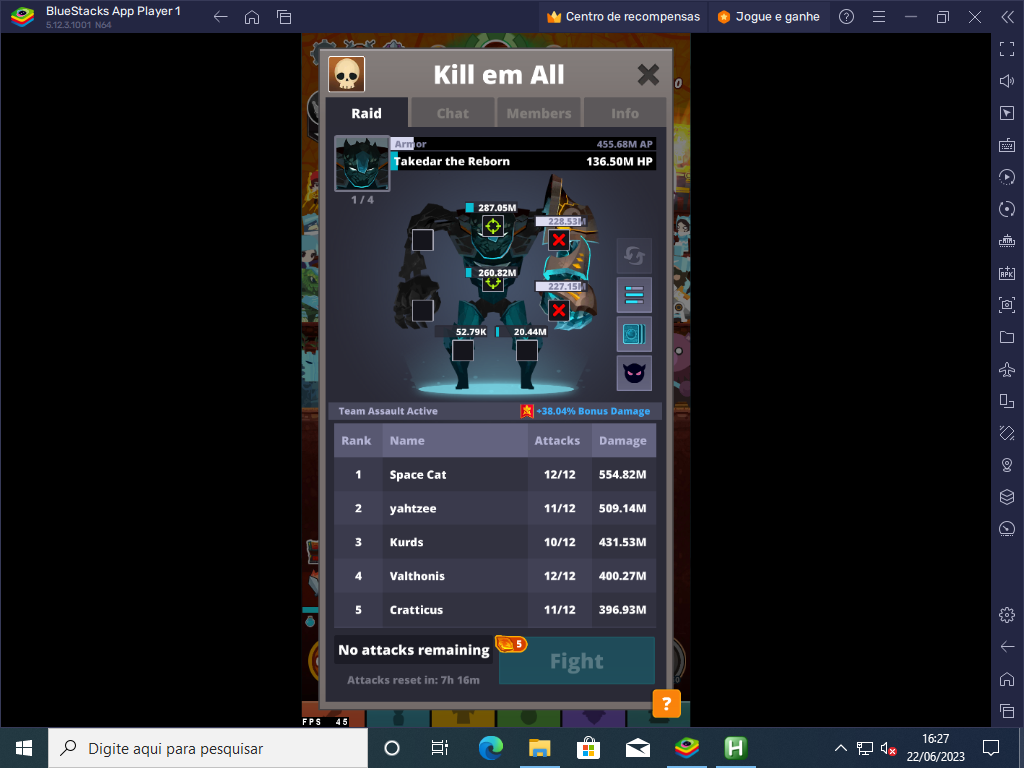 BlueStacks App Player 1
5.12.3.1001 N64
Centro de recompensas
Jogue e ganhe
Kill em All
Raid
Chat
Members
Info
Armor
455.68M AP
Takedar the Reborn
136.50M HP
1 / 4
287.05M
228.53M
260.82M
227.15M
52.79K
20.44M
Team Assault Active
+38.04% Bonus Damage
Rank Name Attacks Damage
1 Space Cat 12/12 554.82M
2 yahtzee 11/12 509.14M
3 Kurds 10/12 431.53M
4 Valthonis 12/12 400.27M
5 Cratticus 11/12 396.93M
No attacks remaining
5
Fight
Attacks reset in: 7h 16m
?
FPS 45
Digite aqui para pesquisar
16:27
22/06/2023